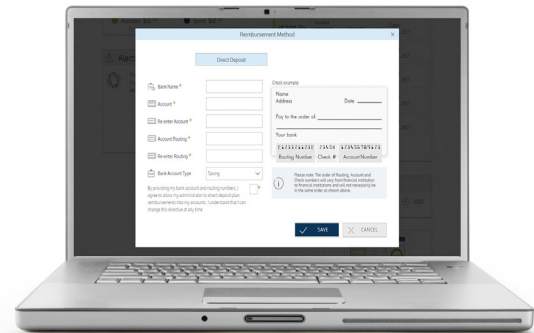 Reimbursement Method
Direct Deposit
Bank Name *
Account *
Re-enter Account *
Account Routing *
Re-enter Routing *
Bank Account Type
Saving
By providing my bank account
and routing numbers, I
agree to allow my administrator
to direct deposit plan
reimbursements into my accounts. I understand that I can
change this directive at any time
*
Check example:
Name
Address
Date
Pay to the order of:
Your bank
Routing Number Check # Account Number
Please note: The order of Routing, Account and
Check numbers will vary from financial institution
to financial institutions and will not necessarily be
in the same order as shown above.
SAVE
CANCEL